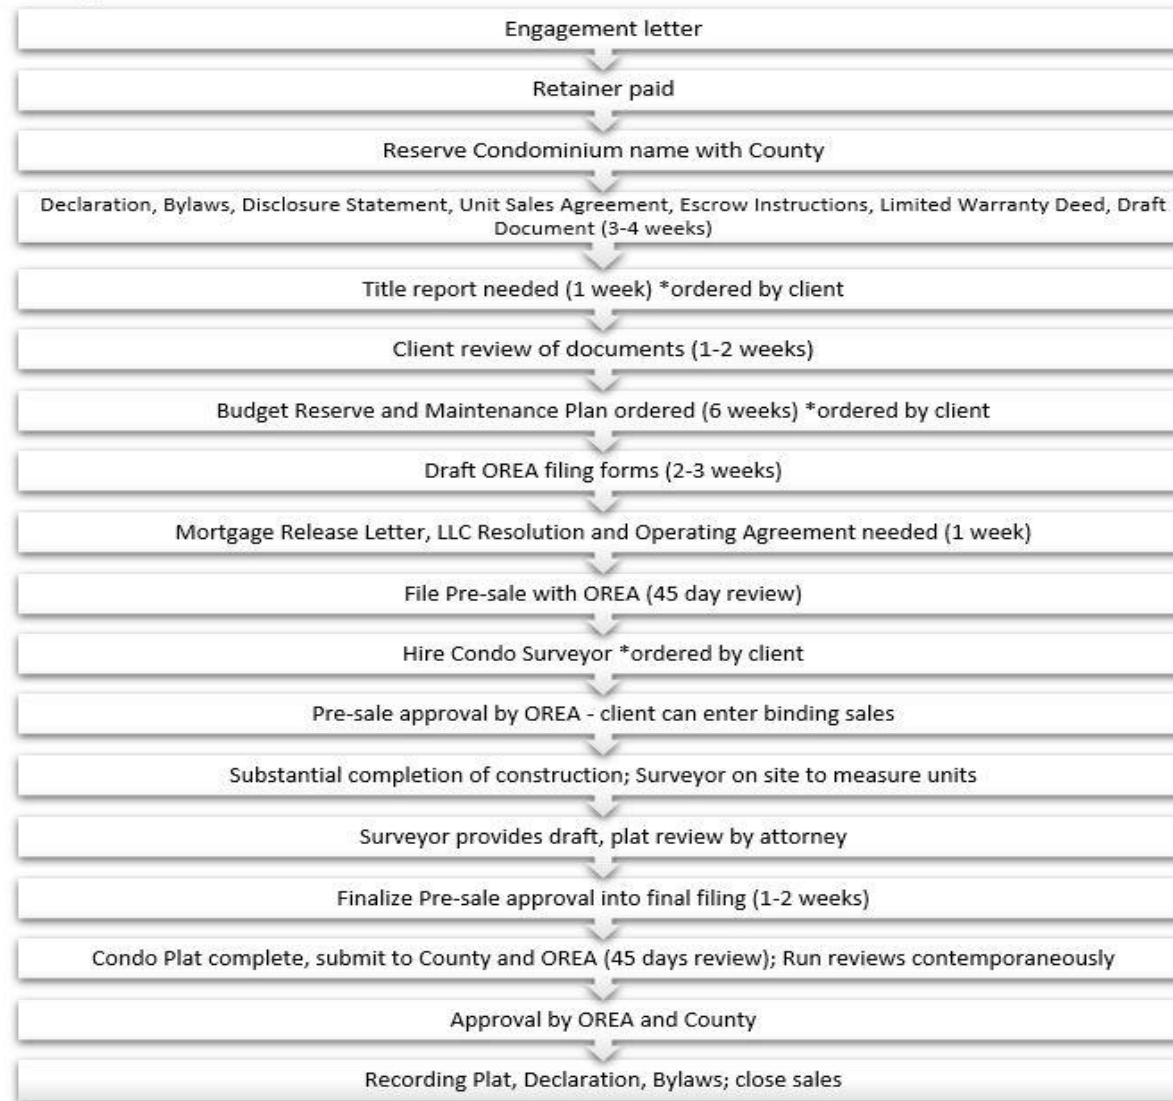 Engagement letter
Retainer paid
Reserve Condominium name with County
Declaration, Bylaws, Disclosure Statement, Unit Sales Agreement, Escrow Instructions, Limited Warranty Deed, Draft
Document (3-4 weeks)
Title report needed (1 week) *ordered by client
Client review of documents (1-2 weeks)
Budget Reserve and Maintenance Plan ordered (6 weeks) *ordered by client
Draft OREA filing forms (2-3 weeks)
Mortgage Release Letter, LLC Resolution and Operating Agreement needed (1 week)
File Pre-sale with OREA (45 day review)
Hire Condo Surveyor *ordered by client
Pre-sale approval by OREA - client can enter binding sales
Substantial completion of construction; Surveyor on site to measure units
Surveyor provides draft, plat review by attorney
Finalize Pre-sale approval into final filing (1-2 weeks)
Condo Plat complete, submit to County and OREA (45 days review); Run reviews contemporaneously
Approval by OREA and County
Recording Plat, Declaration, Bylaws; close sales